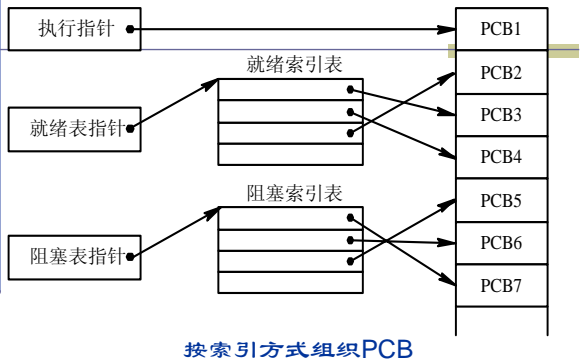 执行指针
就绪索引表
就绪表指针
阻塞索引表
阻塞表指针
PCB1
PCB2
PCB3
PCB4
PCB5
PCB6
PCB7
按索引方式组织PCB